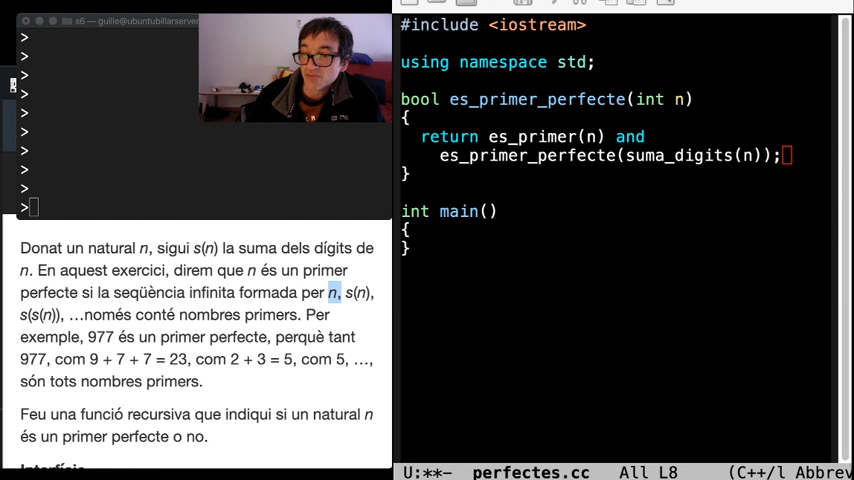 s6 — guille@ubuntubillarserver
>
>
>
>
>
>
>
>
>
>
Donat un natural n, sigui s(n) la suma dels dígits de
n. En aquest exercici, direm que n és un primer
perfecte si la seqüència infinita formada per n, s(n),
s(s(n)), …només conté nombres primers. Per
exemple, 977 és un primer perfecte, perquè tant
977, com 9 + 7 + 7 = 23, com 2 + 3 = 5, com 5, …,
són tots nombres primers.
Feu una funció recursiva que indiqui si un natural n
és un primer perfecte o no.
Interfície
#include <iostream>
using namespace std;
bool es_primer_perfecte(int n)
{
return es_primer(n) and
es_primer_perfecte(suma_digits(n));
}
int main()
{
}
U:**- perfectes.cc All L8 (C++/l Abbrev